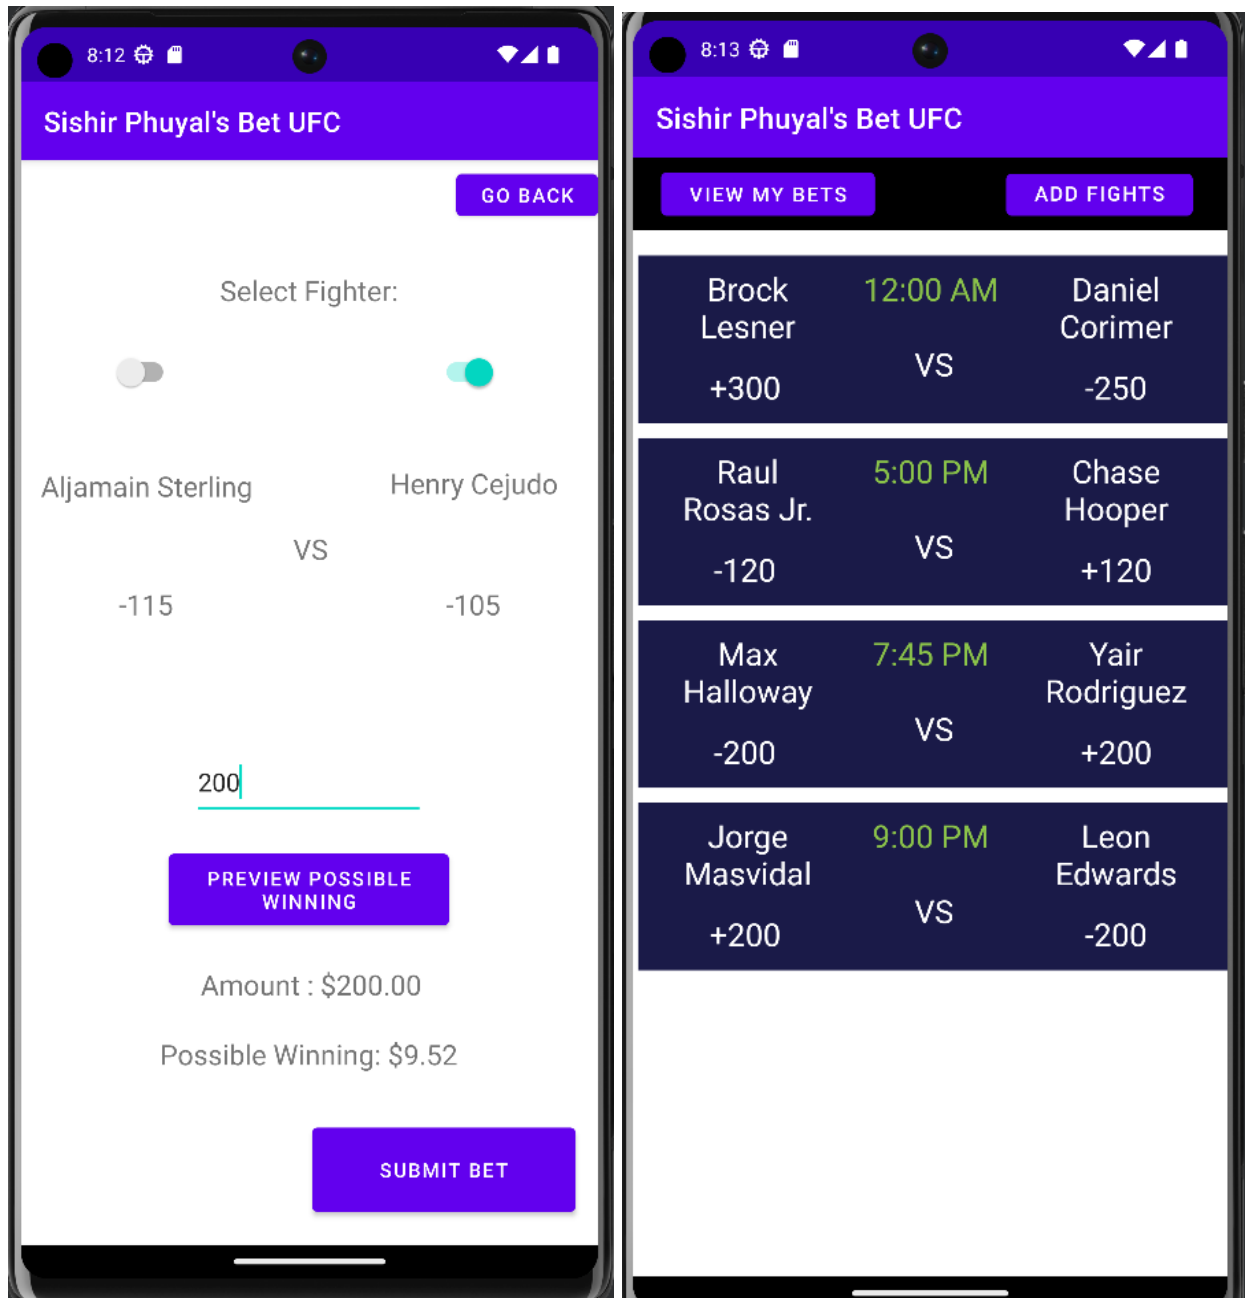 8:12
Sishir Phuyal's Bet UFC
GO BACK
Select Fighter:
Aljamain Sterling
Henry Cejudo
VS
-115
-105
200
PREVIEW POSSIBLE
WINNING
Amount : $200.00
Possible Winning: $9.52
SUBMIT BET
8:13
Sishir Phuyal's Bet UFC
VIEW MY BETS
ADD FIGHTS
Brock
Lesner
+300
12:00 AM
VS
Daniel
Corimer
-250
Raul
Rosas Jr.
-120
5:00 PM
VS
Chase
Hooper
+120
Max
Halloway
-200
7:45 PM
VS
Yair
Rodriguez
+200
Jorge
Masvidal
+200
9:00 PM
VS
Leon
Edwards
-200